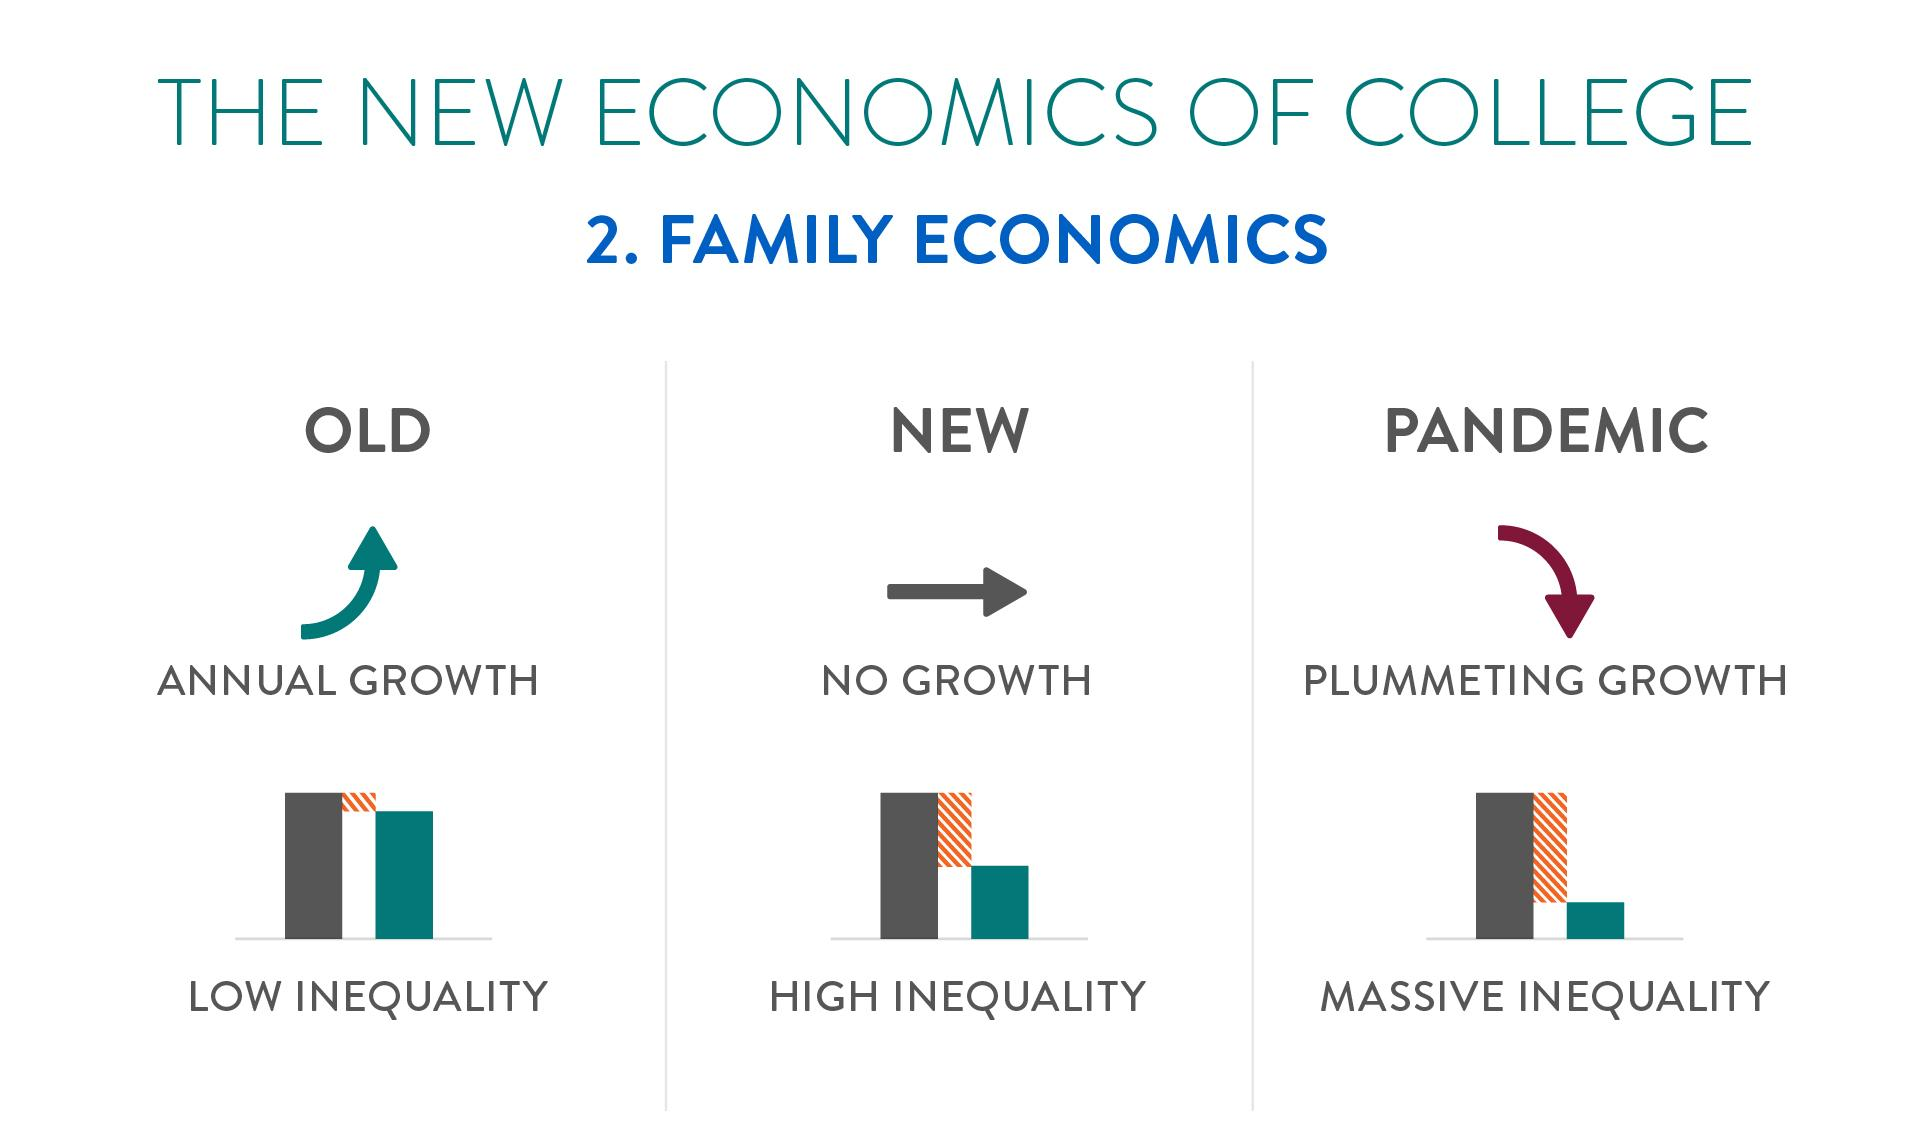 THE NEW ECONOMICS OF COLLEGE
2. FAMILY ECONOMICS
OLD
ANNUAL GROWTH
LOW INEQUALITY
NEW
NO GROWTH
HIGH INEQUALITY
PANDEMIC
PLUMMETING GROWTH
MASSIVE INEQUALITY